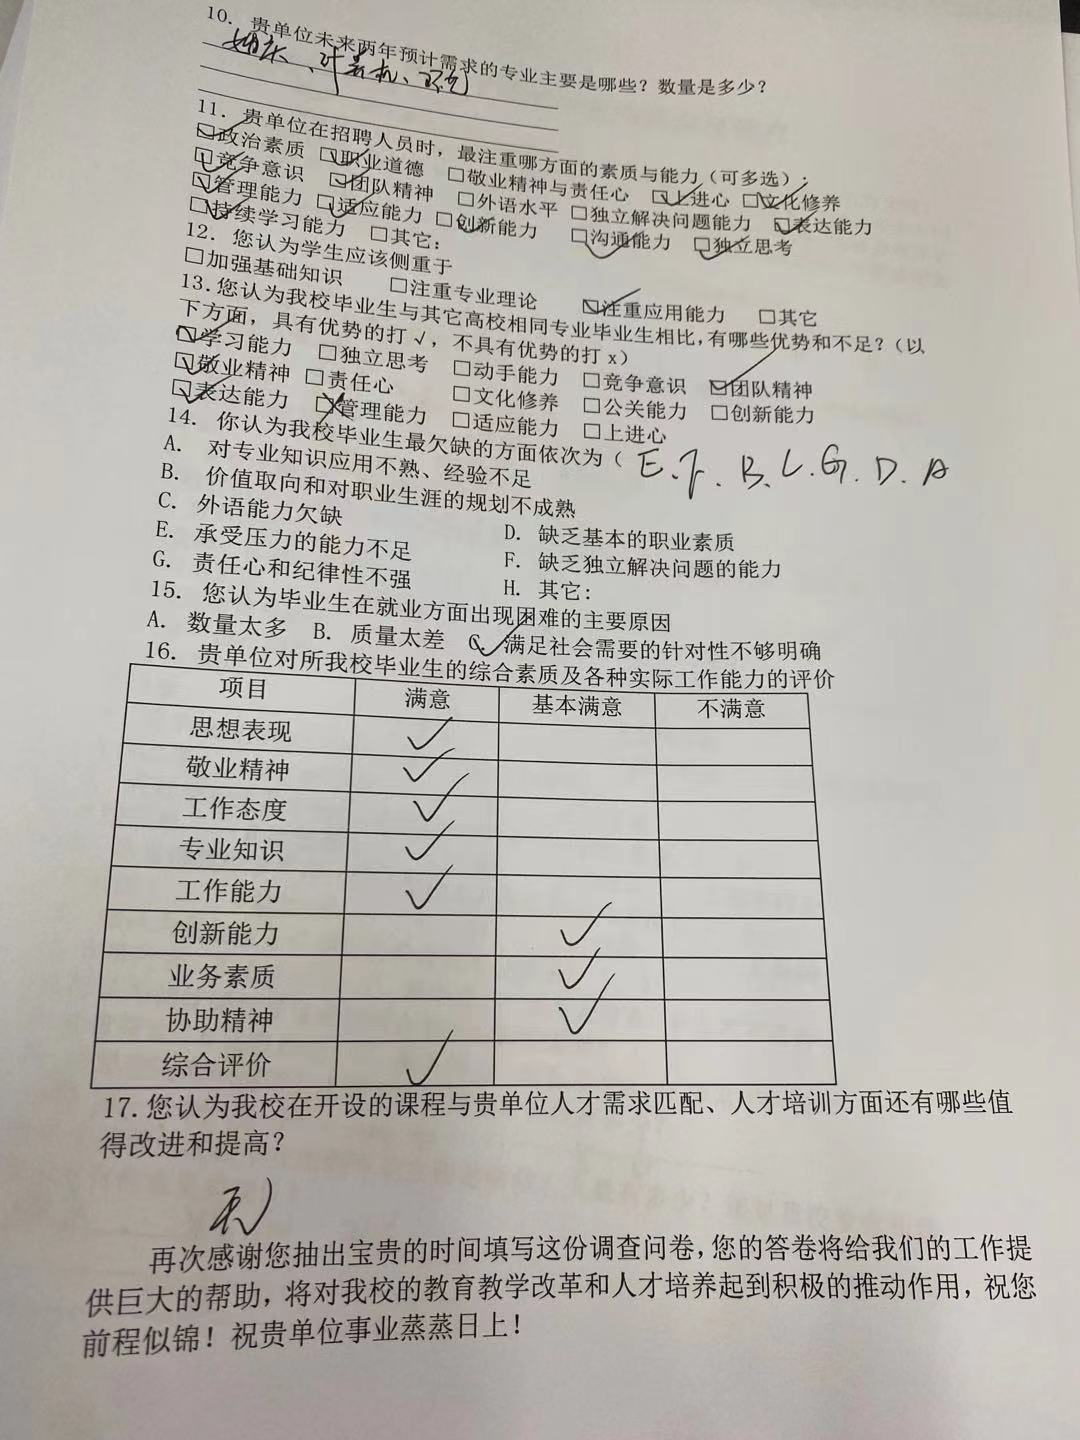 10. 贵单位未来两年预计需求的专业主要是哪些？数量是多少？
、计算机、
11. 贵单位在招聘人员时，最注重哪方面的素质与能力（可多选）：
☑政治素质 ☑职业道德 □敬业精神与责任心 ☑上进心 ☑文化修养
☑竞争意识 ☑团队精神 □外语水平 □独立解决问题能力 ☑表达能力
☑管理能力 ☑适应能力 ☑创新能力 ☑沟通能力 ☑独立思考
☑持续学习能力 □其它：
12. 您认为学生应该侧重于
□加强基础知识 □注重专业理论 ☑注重应用能力 □其它
13.您认为我校毕业生与其它高校相同专业毕业生相比，有哪些优势和不足？（以
下方面，具有优势的打√，不具有优势的打x）
☑学习能力 □独立思考 □动手能力 □竞争意识 ☑团队精神
☑敬业精神 □责任心 □文化修养 □公关能力 □创新能力
☑表达能力 ☒管理能力 □适应能力 □上进心
14. 你认为我校毕业生最欠缺的方面依次为（ E.F.B.C.G.D.A
A. 对专业知识应用不熟、经验不足
B. 价值取向和对职业生涯的规划不成熟
C. 外语能力欠缺 D. 缺乏基本的职业素质
E. 承受压力的能力不足 F. 缺乏独立解决问题的能力
G. 责任心和纪律性不强 H. 其它：
15. 您认为毕业生在就业方面出现困难的主要原因
A. 数量太多 B. 质量太差 C. ✓ 满足社会需要的针对性不够明确
16. 贵单位对所我校毕业生的综合素质及各种实际工作能力的评价
项目 满意 基本满意 不满意
思想表现 ✓
敬业精神 ✓
工作态度 ✓
专业知识 ✓
工作能力 ✓
创新能力 ✓
业务素质 ✓
协助精神 ✓
综合评价 ✓
17.您认为我校在开设的课程与贵单位人才需求匹配、人才培训方面还有哪些值
得改进和提高？
无
再次感谢您抽出宝贵的时间填写这份调查问卷，您的答卷将给我们的工作提
供巨大的帮助，将对我校的教育教学改革和人才培养起到积极的推动作用，祝您
前程似锦！祝贵单位事业蒸蒸日上！